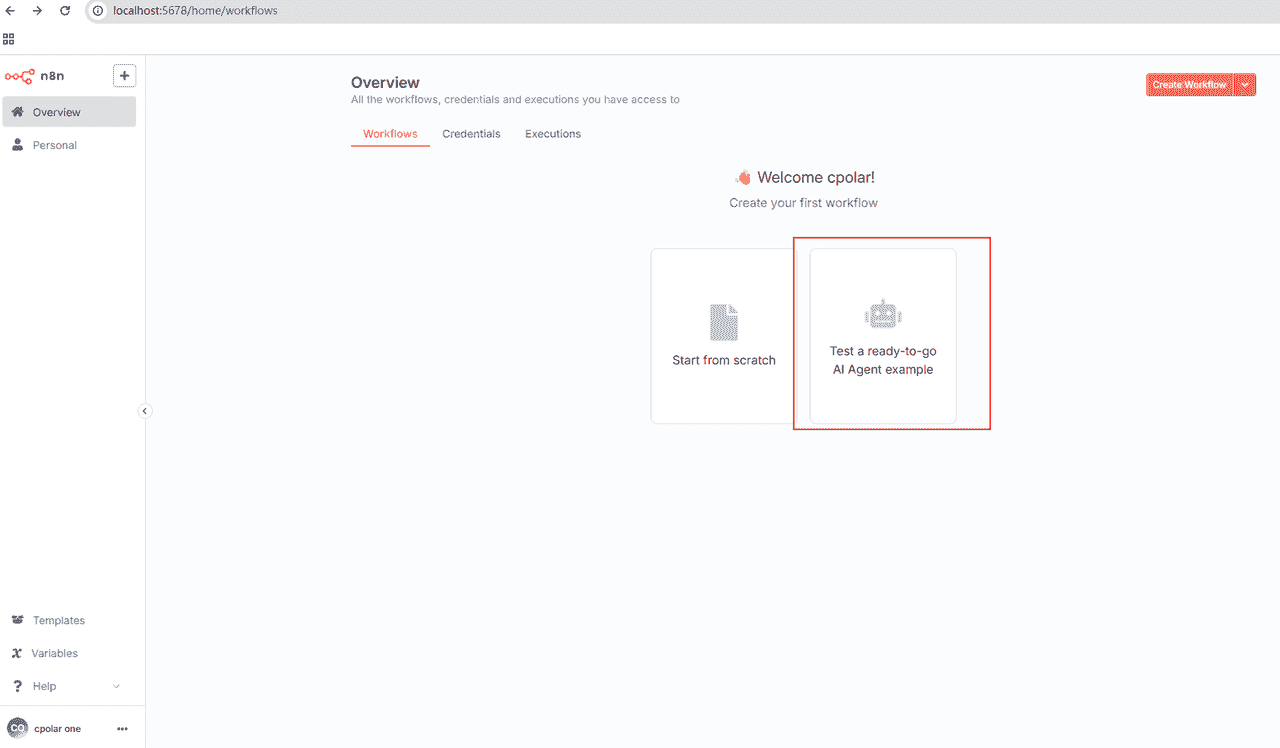 localhost:5678/home/workflows
n8n
Overview
Personal
Overview
All the workflows, credentials and executions you have access to
Create Workflow
Workflows
Credentials
Executions
Welcome cpolar!
Create your first workflow
Start from scratch
Test a ready-to-go
AI Agent example
Templates
Variables
Help
CO
cpolar one